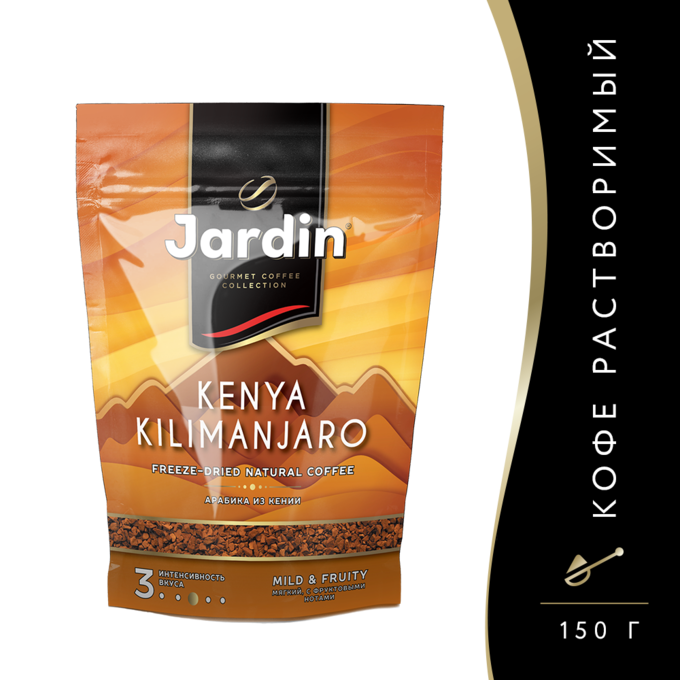 Jardin®
GOURMET COFFEE
COLLECTION
KENYA
KILIMANJARO
FREEZE-DRIED NATURAL COFFEE
АРАБИКА ИЗ КЕНИИ
3 ИНТЕНСИВНОСТЬ
ВКУСА
MILD & FRUITY
МЯГКИЙ, С ФРУКТОВЫМИ
НОТАМИ
КОФЕ РАСТВОРИМЫЙ
150 Г